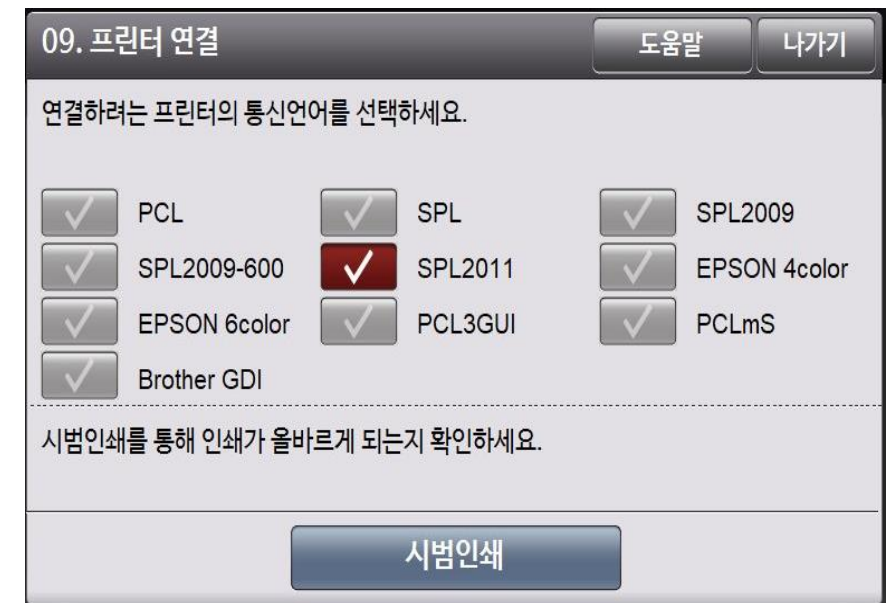 09. 프린터 연결 도움말 나가기
연결하려는 프린터의 통신언어를 선택하세요.
PCL SPL SPL2009
SPL2009-600 SPL2011 EPSON 4color
EPSON 6color PCL3GUI PCLmS
Brother GDI
시범인쇄를 통해 인쇄가 올바르게 되는지 확인하세요.
시범인쇄